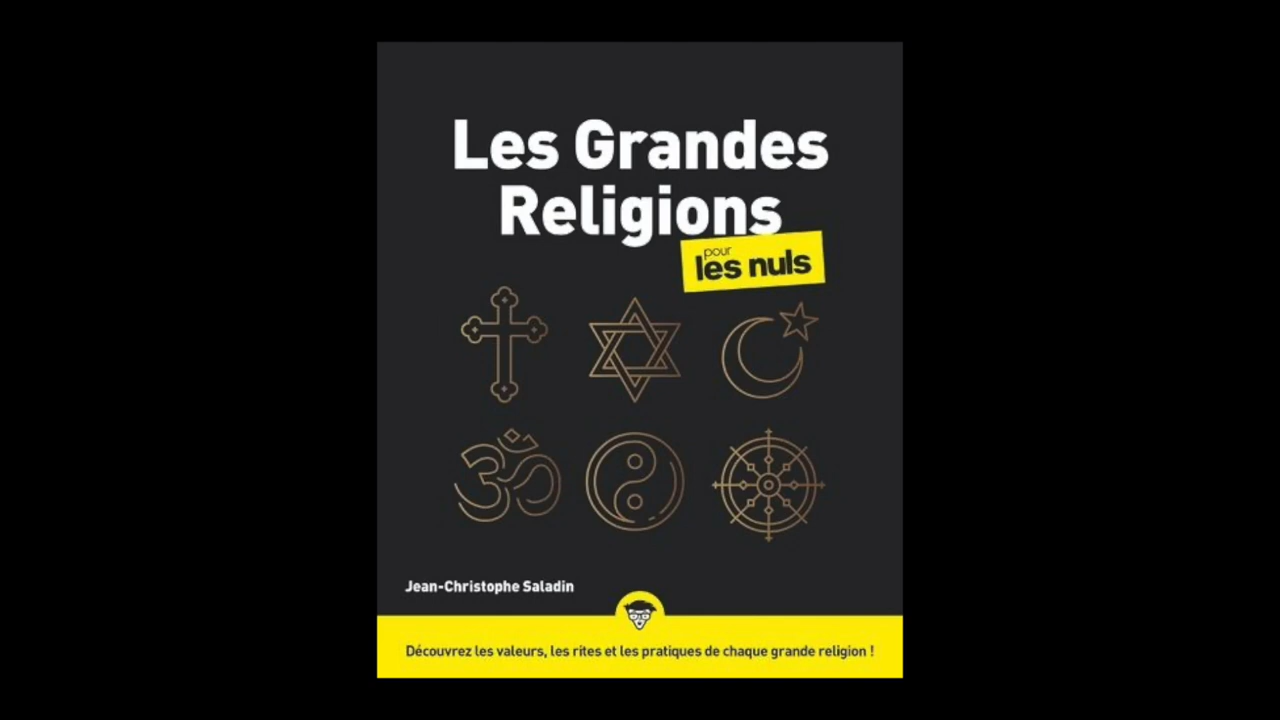 Les Grandes
Religions
pour
les nuls
Jean-Christophe Saladin
Découvrez les valeurs, les rites et les pratiques de chaque grande religion !